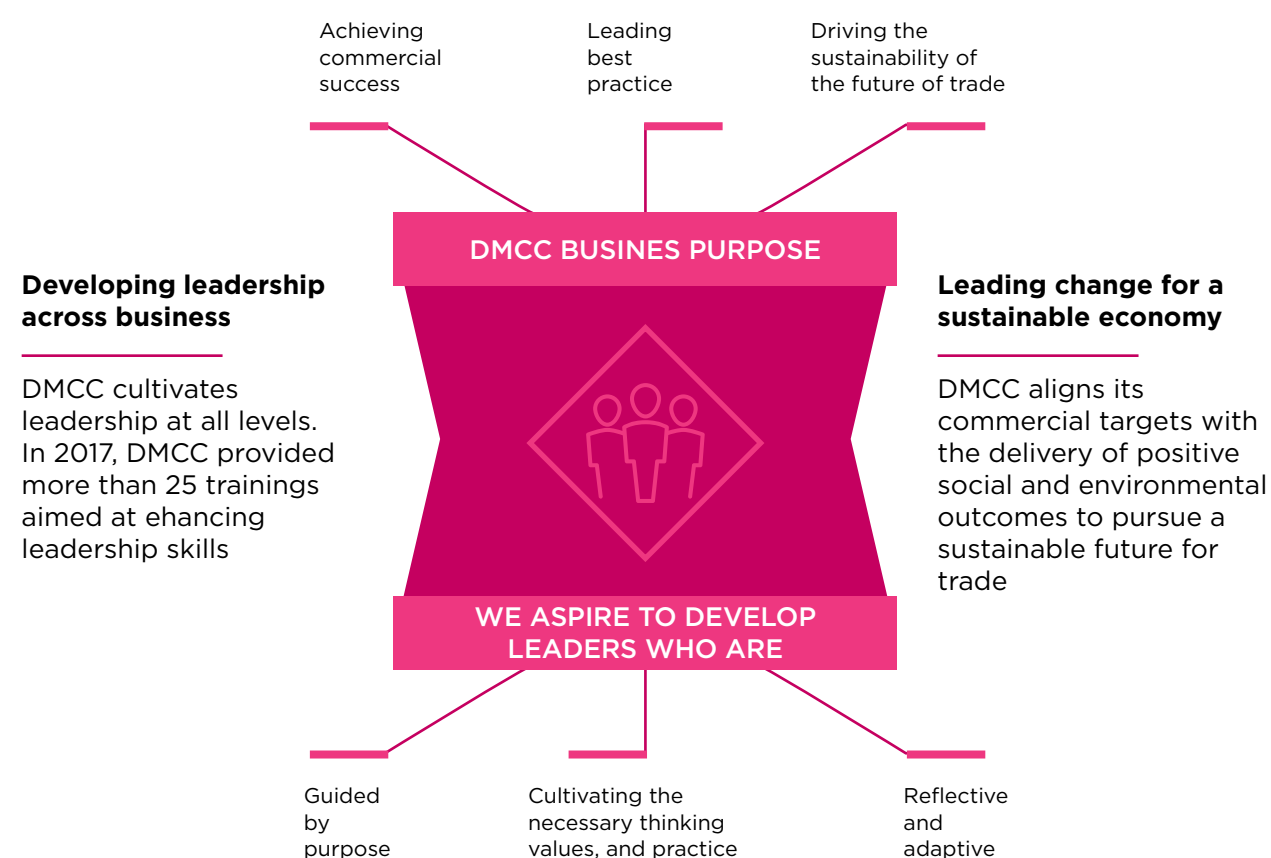 Achieving
commercial
success
Leading
best
practice
Driving the
sustainability of
the future of trade
DMCC BUSINES PURPOSE
Developing leadership
across business
DMCC cultivates
leadership at all levels.
In 2017, DMCC provided
more than 25 trainings
aimed at ehancing
leadership skills
Leading change for a
sustainable economy
DMCC aligns its
commercial targets with
the delivery of positive
social and environmental
outcomes to pursue a
sustainable future for
trade
WE ASPIRE TO DEVELOP
LEADERS WHO ARE
Guided
by
purpose
Cultivating the
necessary thinking
values, and practice
Reflective
and
adaptive